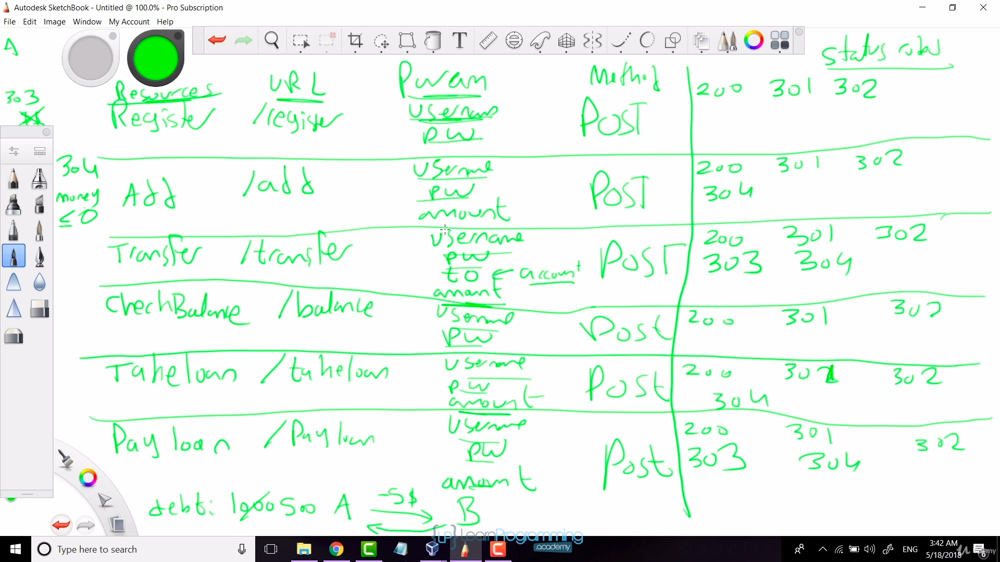 Autodesk SketchBook - Untitled @ 100.0% - Pro Subscription
File Edit Image Window My Account Help
A
Status codes
Resources URL Param Method 200 301 302
303
Register /register username POST
pw
304 money ≤0
Add /add username POST 200 301 302
pw 304
amount
Transfer /transfer username POST 200 301 302
pw 303 304
to ← account
amount
CheckBalance /balance username Post 200 301 302
pw
Takeloan /takeloan username Post 200 301 302
pw 304
amount
Pay loan /Pay loan username Post 200 301 302
pw 303 304
amount
debt: 1000 500 A -5$ B
{LP} LearnProgramming
.academy
Type here to search
ENG
3:42 AM
5/18/2018
6